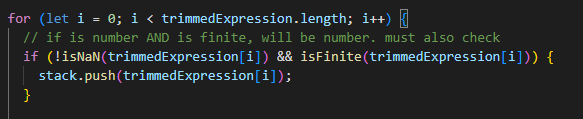 for (let i = 0; i < trimmedExpression.length; i++) {
// if is number AND is finite, will be number. must also check
if (!isNaN(trimmedExpression[i]) && isFinite(trimmedExpression[i])) {
stack.push(trimmedExpression[i]);
}